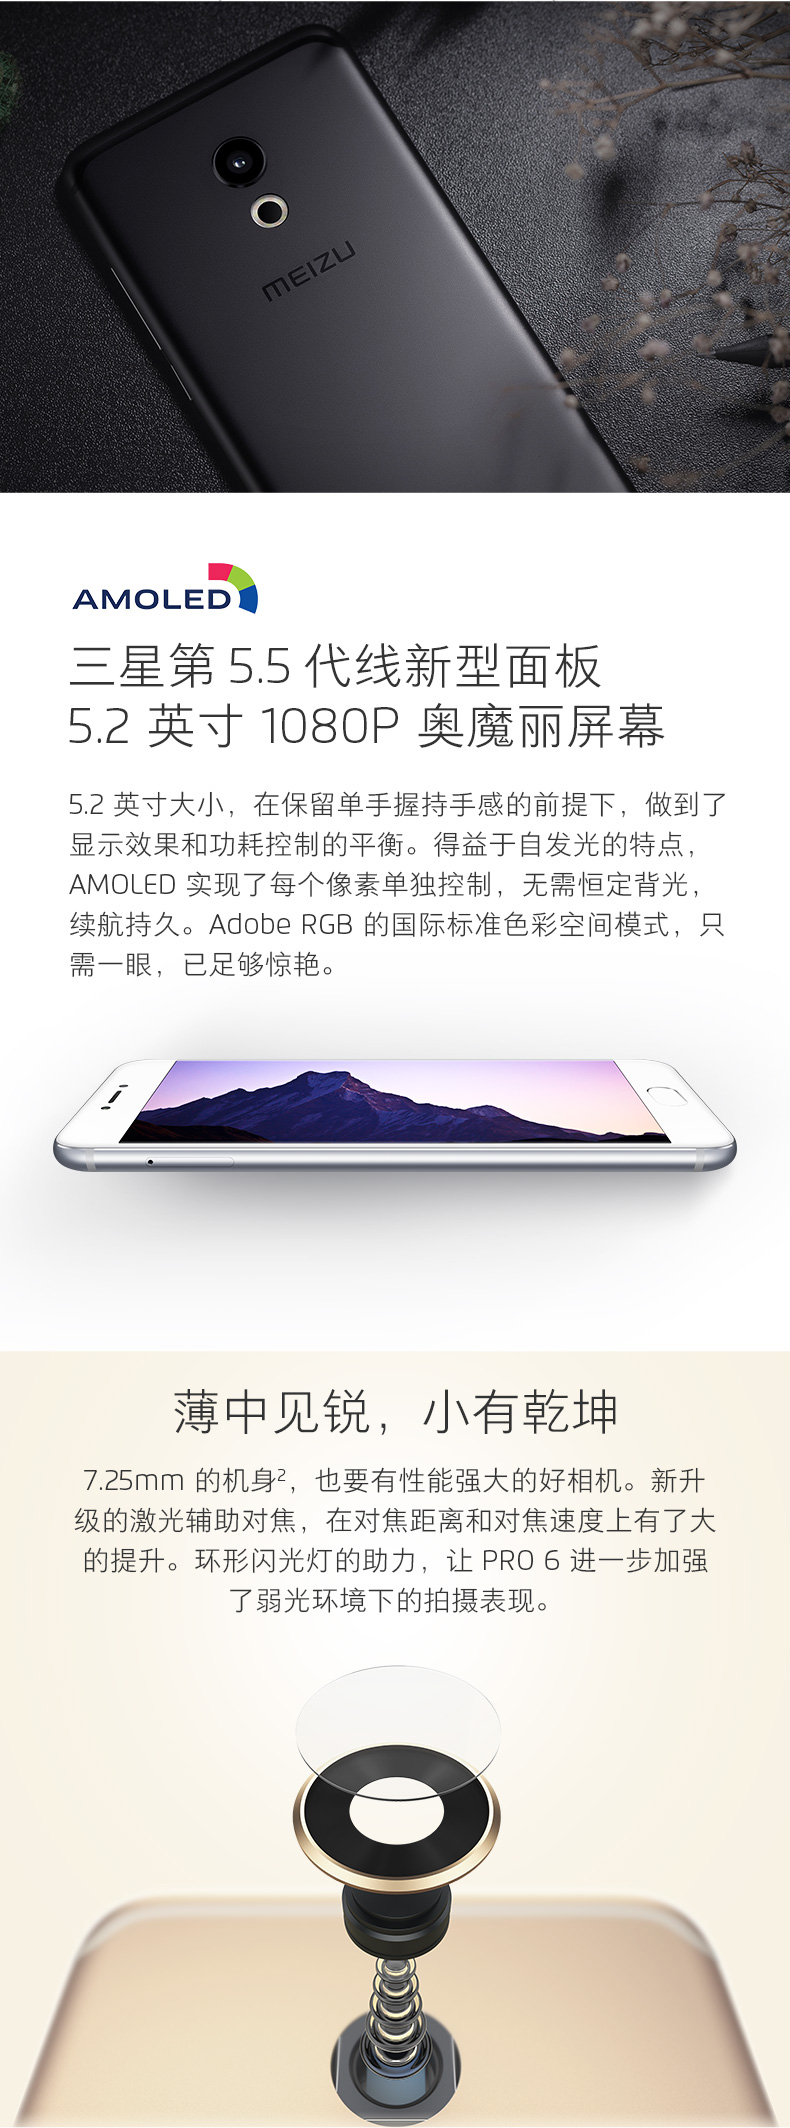 MEIZU
AMOLED
三星第 5.5 代线新型面板
5.2 英寸 1080P 奥魔丽屏幕
5.2 英寸大小，在保留单手握持手感的前提下，做到了
显示效果和功耗控制的平衡。得益于自发光的特点，
AMOLED 实现了每个像素单独控制，无需恒定背光，
续航持久。Adobe RGB 的国际标准色彩空间模式，只
需一眼，已足够惊艳。
薄中见锐，小有乾坤
7.25mm 的机身²，也要有性能强大的好相机。新升
级的激光辅助对焦，在对焦距离和对焦速度上有了大
的提升。环形闪光灯的助力，让 PRO 6 进一步加强
了弱光环境下的拍摄表现。